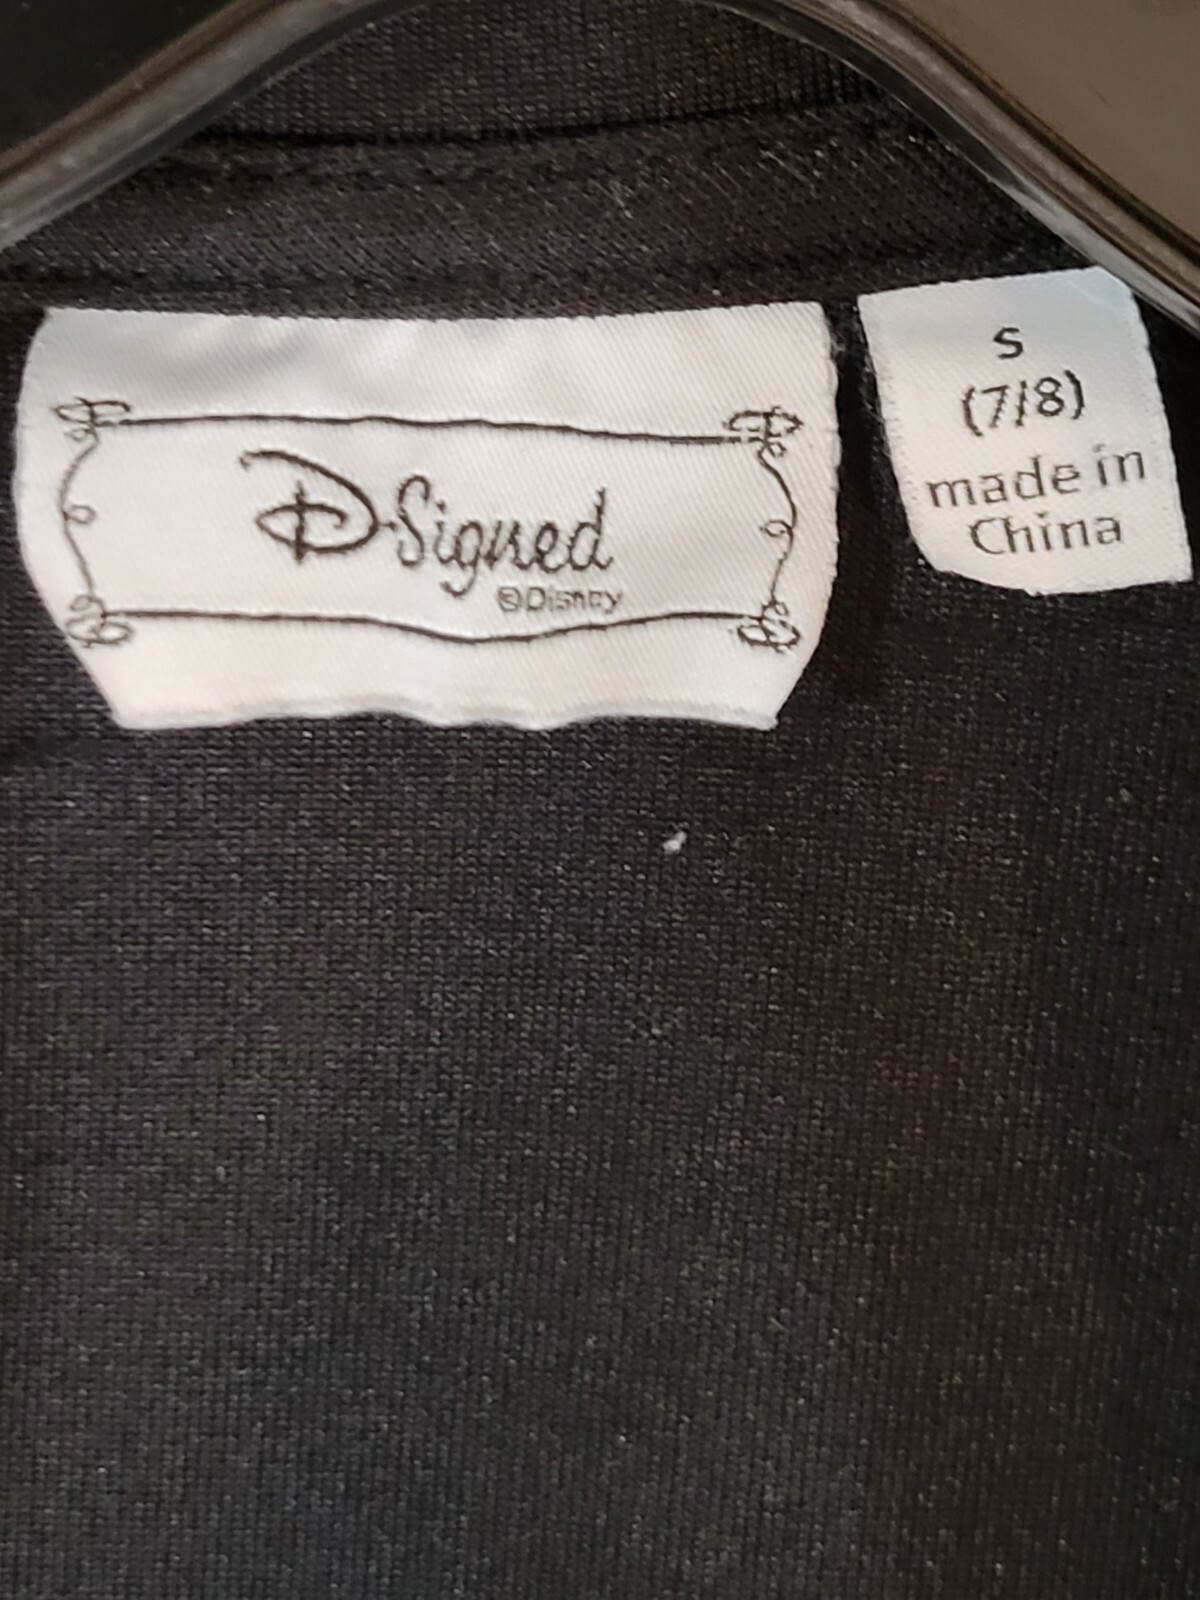 D-Signed
©Disney
S
(7/8)
made in
China